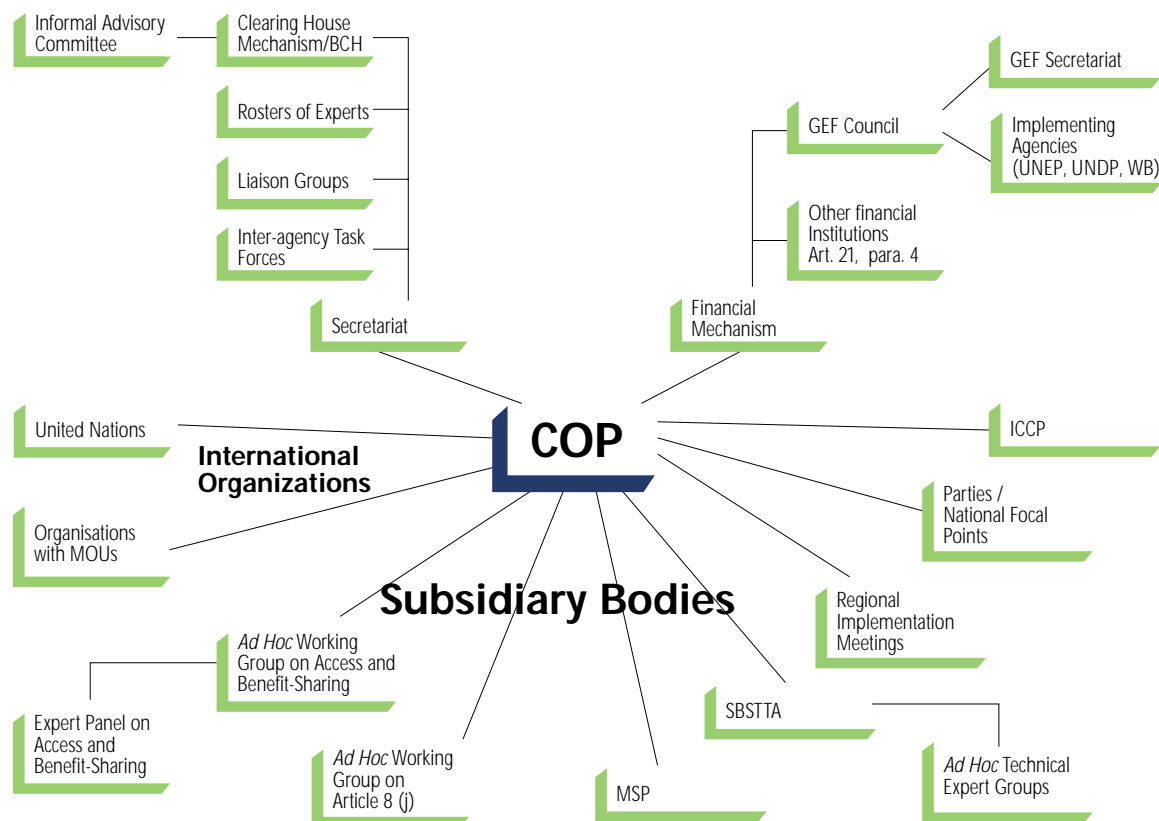 Informal Advisory
Committee
Clearing House
Mechanism/BCH
Rosters of Experts
Liaison Groups
Inter-agency Task
Forces
Secretariat
GEF Secretariat
GEF Council
Implementing
Agencies
(UNEP, UNDP, WB)
Other financial
Institutions
Art. 21, para. 4
Financial
Mechanism
COP
United Nations
International
Organizations
Organisations
with MOUs
ICCP
Parties /
National Focal
Points
Regional
Implementation
Meetings
Subsidiary Bodies
Ad Hoc Working
Group on Access and
Benefit-Sharing
Expert Panel on
Access and
Benefit-Sharing
Ad Hoc Working
Group on
Article 8 (j)
MSP
SBSTTA
Ad Hoc Technical
Expert Groups